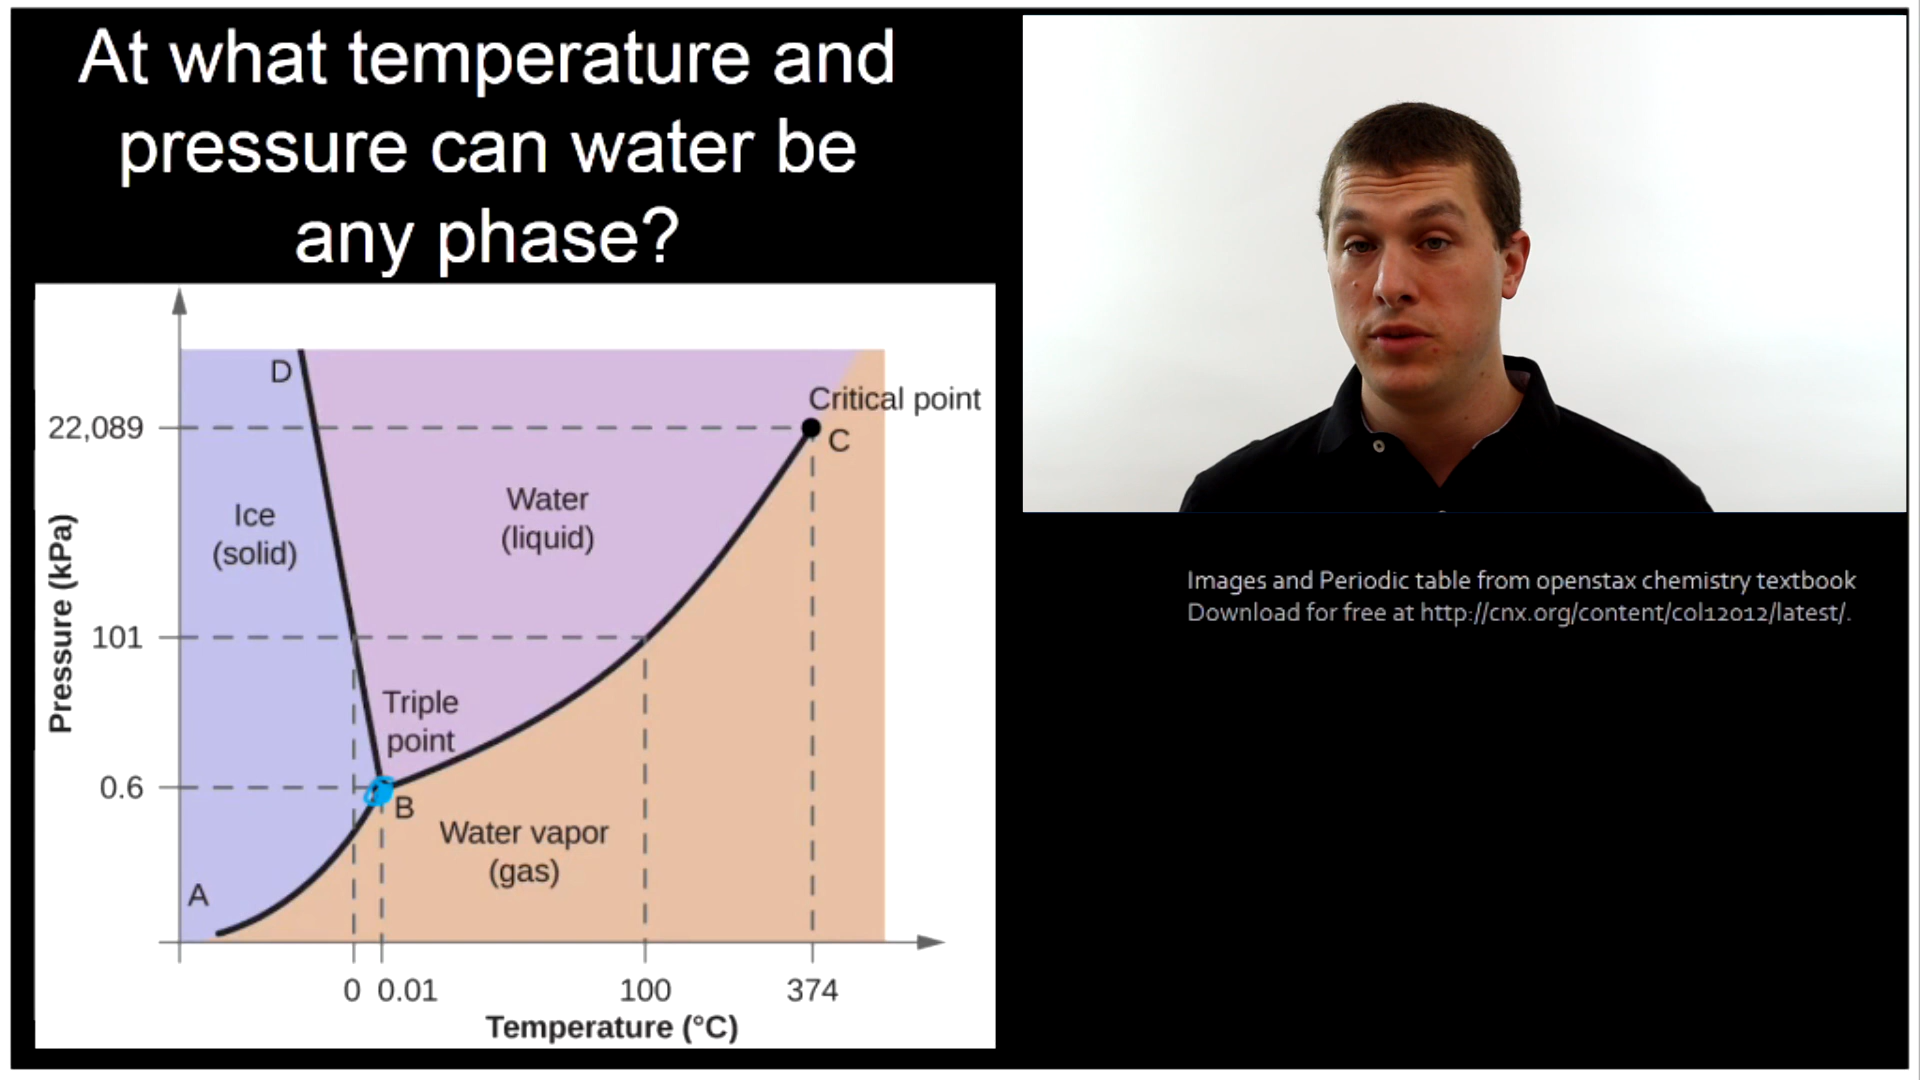 At what temperature and
pressure can water be
any phase?
D
Critical point
22,089
C
Water
(liquid)
Ice
(solid)
Pressure (kPa)
101
Triple
point
0.6
B
Water vapor
(gas)
A
0 0.01 100 374
Temperature (°C)
Images and Periodic table from openstax chemistry textbook
Download for free at http://cnx.org/content/col12012/latest/.